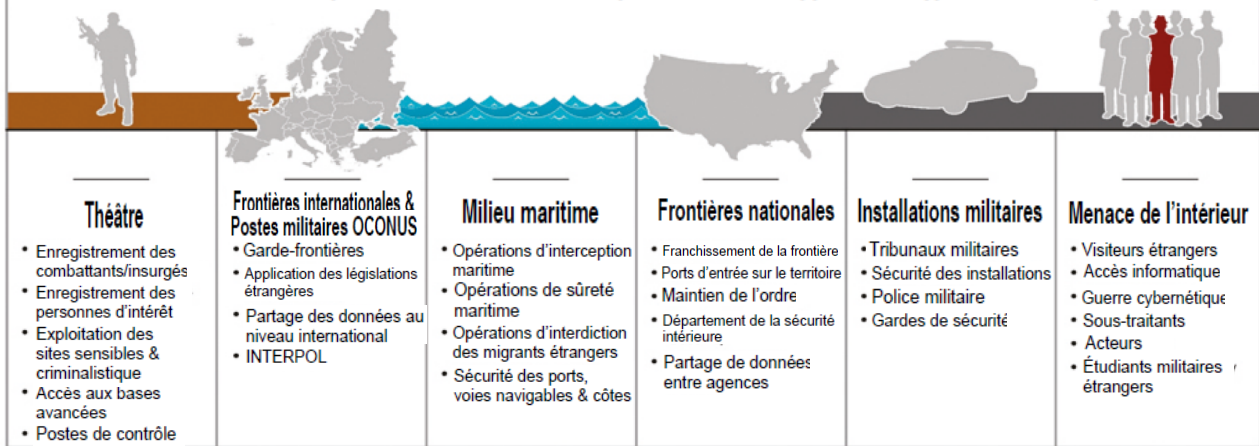 Théâtre
• Enregistrement des
combattants/insurgés
• Enregistrement des
personnes d'intérêt
• Exploitation des
sites sensibles &
criminalistique
• Accès aux bases
avancées
• Postes de contrôle
Frontières internationales &
Postes militaires OCONUS
• Garde-frontières
• Application des législations
étrangères
• Partage des données au
niveau international
• INTERPOL
Milieu maritime
• Opérations d'interception
maritime
• Opérations de sûreté
maritime
• Opérations d'interdiction
des migrants étrangers
• Sécurité des ports,
voies navigables & côtes
Frontières nationales
• Franchissement de la frontière
• Ports d'entrée sur le territoire
• Maintien de l'ordre
• Département de la sécurité
intérieure
• Partage de données
entre agences
Installations militaires
• Tribunaux militaires
• Sécurité des installations
• Police militaire
• Gardes de sécurité
Menace de l'intérieur
• Visiteurs étrangers
• Accès informatique
• Guerre cybernétique
• Sous-traitants
• Acteurs
• Étudiants militaires
étrangers